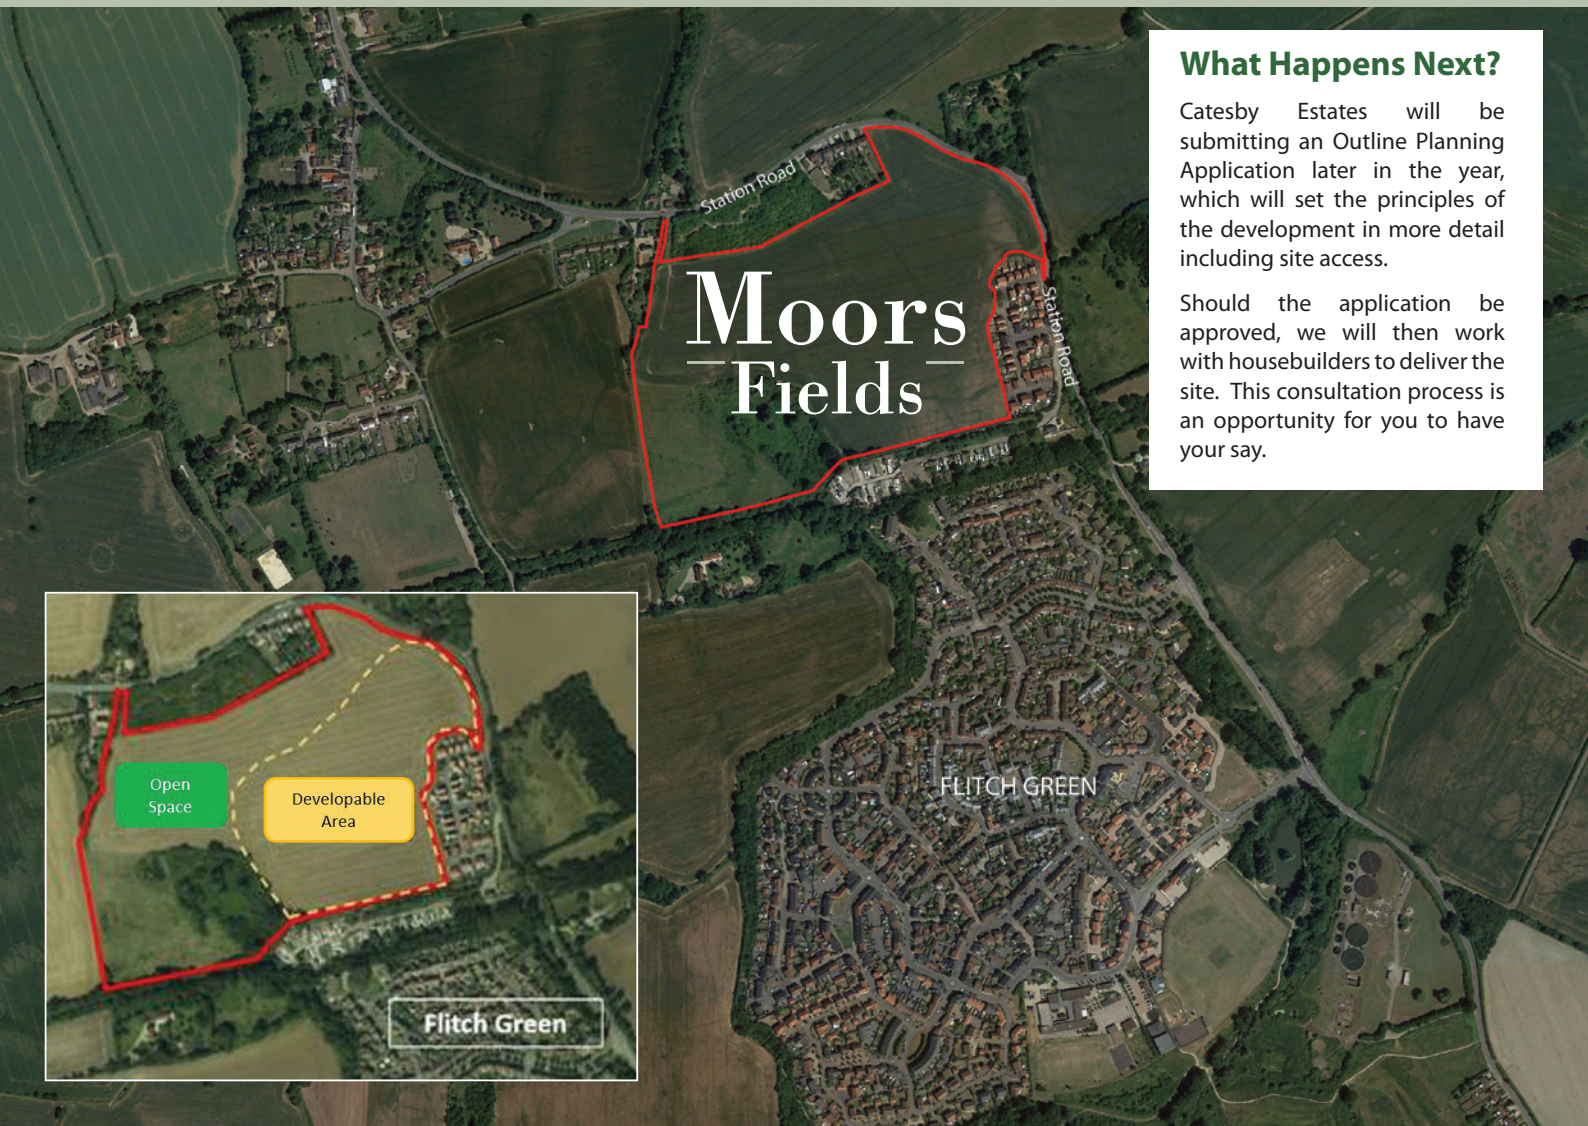 What Happens Next?
Catesby Estates will be
submitting an Outline Planning
Application later in the year,
which will set the principles of
the development in more detail
including site access.
Should the application be
approved, we will then work
with housebuilders to deliver the
site. This consultation process is
an opportunity for you to have
your say.
Station Road
Moors
Fields
Station Road
FLITCH GREEN
Open
Space
Developable
Area
Flitch Green